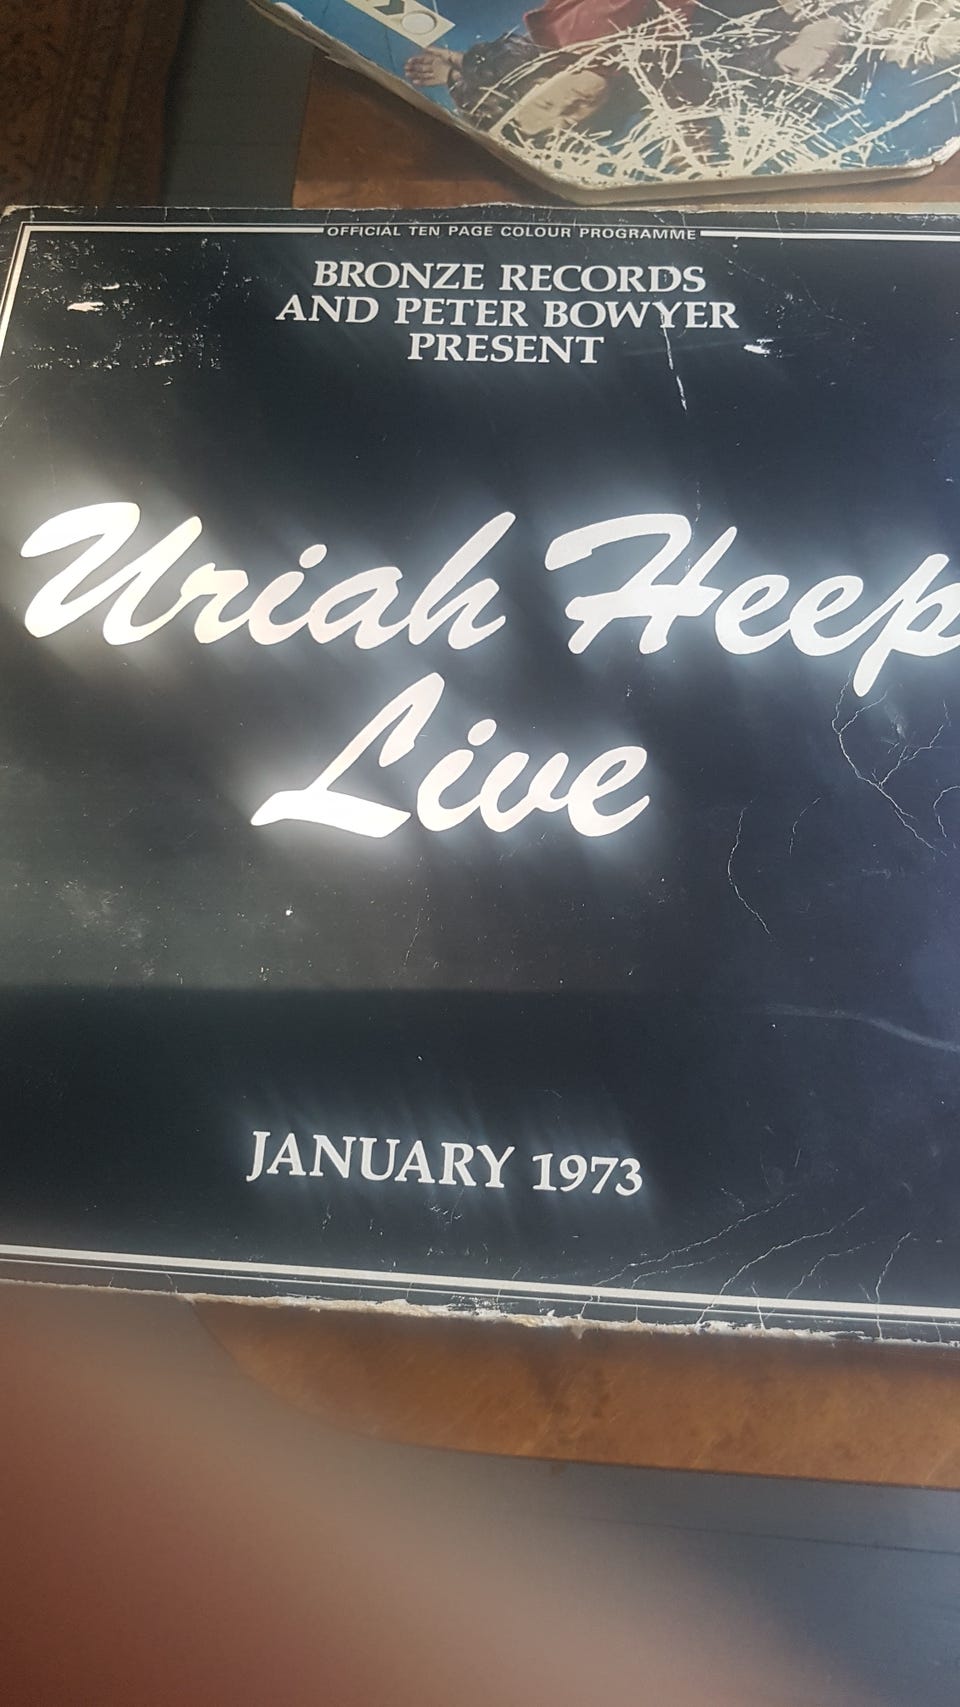 OFFICIAL TEN PAGE COLOUR PROGRAMME
BRONZE RECORDS
AND PETER BOWYER
PRESENT
Uriah Heep
Live
JANUARY 1973